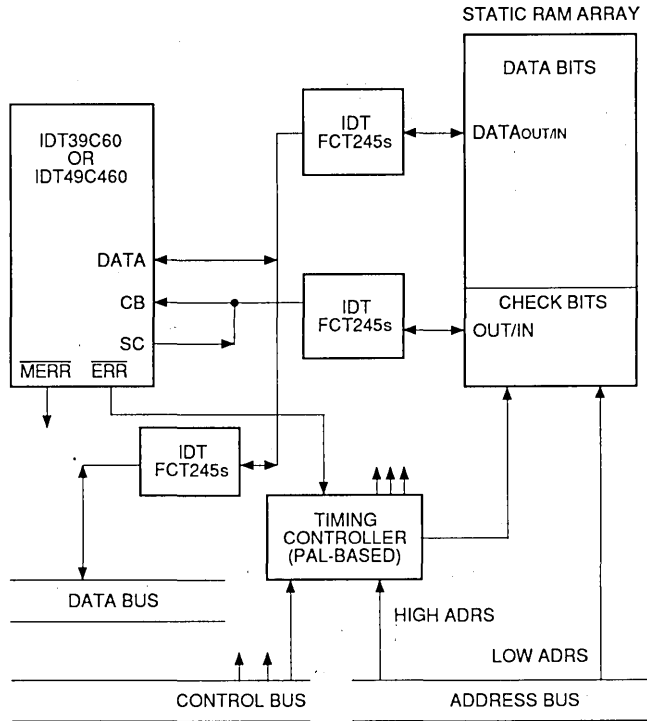 STATIC RAM ARRAY
DATA BITS
IDT
FCT245s
DATAOUT/IN
IDT39C60
OR
IDT49C460
DATA
CB
SC
MERR ERR
IDT
FCT245s
CHECK BITS
OUT/IN
IDT
FCT245s
TIMING
CONTROLLER
(PAL-BASED)
DATA BUS
HIGH ADRS
LOW ADRS
CONTROL BUS
ADDRESS BUS